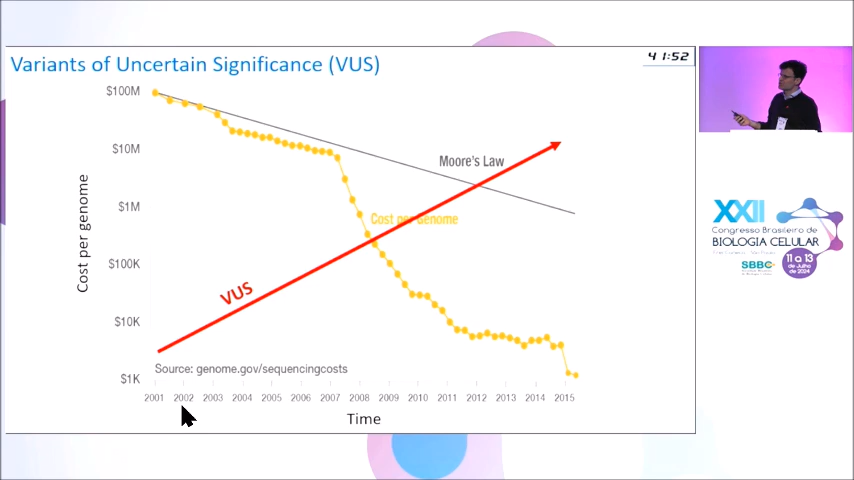 Variants of Uncertain Significance (VUS)
41:52
$100M
$10M
$1M
$100K
$10K
$1K
Cost per genome
Moore's Law
Cost per Genome
VUS
Source: genome.gov/sequencingcosts
2001 2002 2003 2004 2005 2006 2007 2008 2009 2010 2011 2012 2013 2014 2015
Time
XXII
Congresso Brasileiro de
BIOLOGIA CELULAR
SBBC
11 a 13
de Julho
de 2024